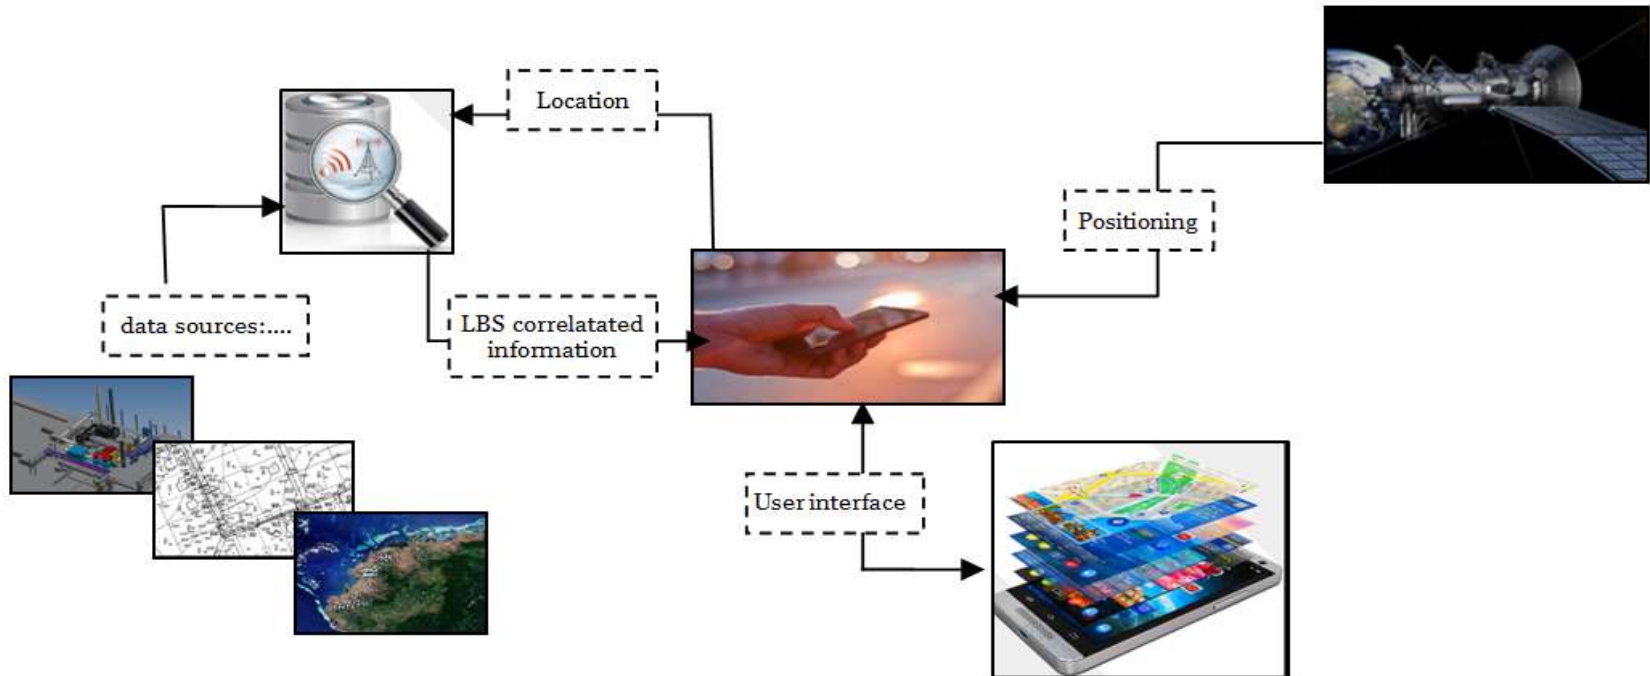 Location
Positioning
data sources:....
LBS correlatated
information
User interface